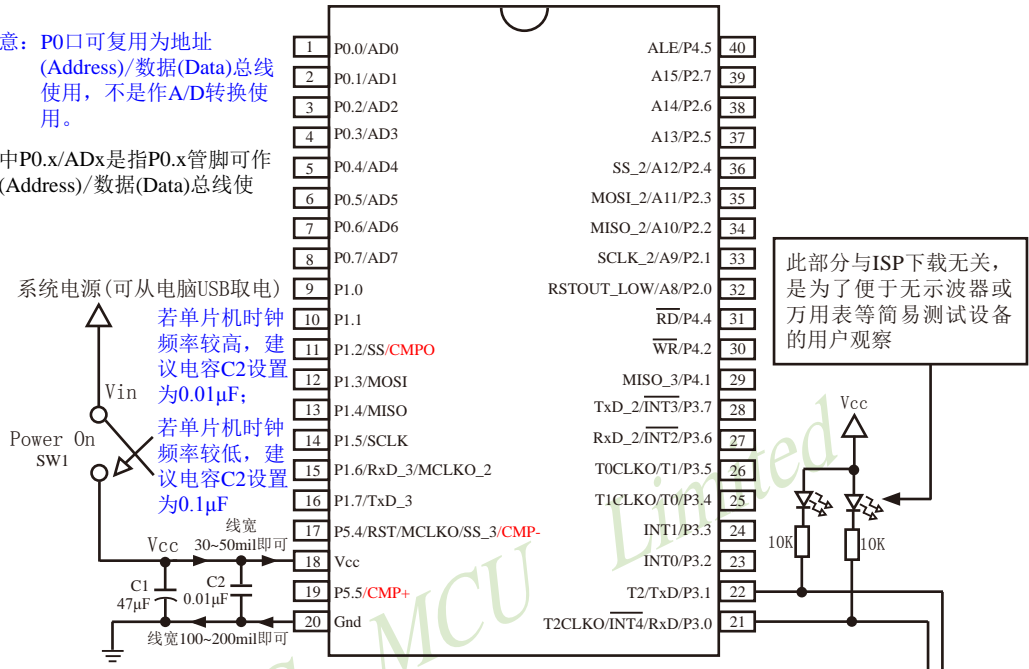 意：P0口可复用为地址
(Address)/数据(Data)总线
使用，不是作A/D转换使
用。
中P0.x/ADx是指P0.x管脚可作
(Address)/数据(Data)总线使
系统电源(可从电脑USB取电)
若单片机时钟
频率较高，建
议电容C2设置
为0.01μF；
若单片机时钟
频率较低，建
议电容C2设置
为0.1μF
Vin
Power On
SW1
线宽
Vcc 30~50mil即可
C1
47μF
C2
0.01μF
线宽100~200mil即可
1 P0.0/AD0
2 P0.1/AD1
3 P0.2/AD2
4 P0.3/AD3
5 P0.4/AD4
6 P0.5/AD5
7 P0.6/AD6
8 P0.7/AD7
9 P1.0
10 P1.1
11 P1.2/SS/CMPO
12 P1.3/MOSI
13 P1.4/MISO
14 P1.5/SCLK
15 P1.6/RxD_3/MCLKO_2
16 P1.7/TxD_3
17 P5.4/RST/MCLKO/SS_3/CMP-
18 Vcc
19 P5.5/CMP+
20 Gnd
ALE/P4.5 40
A15/P2.7 39
A14/P2.6 38
A13/P2.5 37
SS_2/A12/P2.4 36
MOSI_2/A11/P2.3 35
MISO_2/A10/P2.2 34
SCLK_2/A9/P2.1 33
RSTOUT_LOW/A8/P2.0 32
RD/P4.4 31
WR/P4.2 30
MISO_3/P4.1 29
TxD_2/INT3/P3.7 28
RxD_2/INT2/P3.6 27
T0CLKO/T1/P3.5 26
T1CLKO/T0/P3.4 25
INT1/P3.3 24
INT0/P3.2 23
T2/TxD/P3.1 22
T2CLKO/INT4/RxD/P3.0 21
此部分与ISP下载无关，
是为了便于无示波器或
万用表等简易测试设备
的用户观察
Vcc
10K
10K
MCU Limited